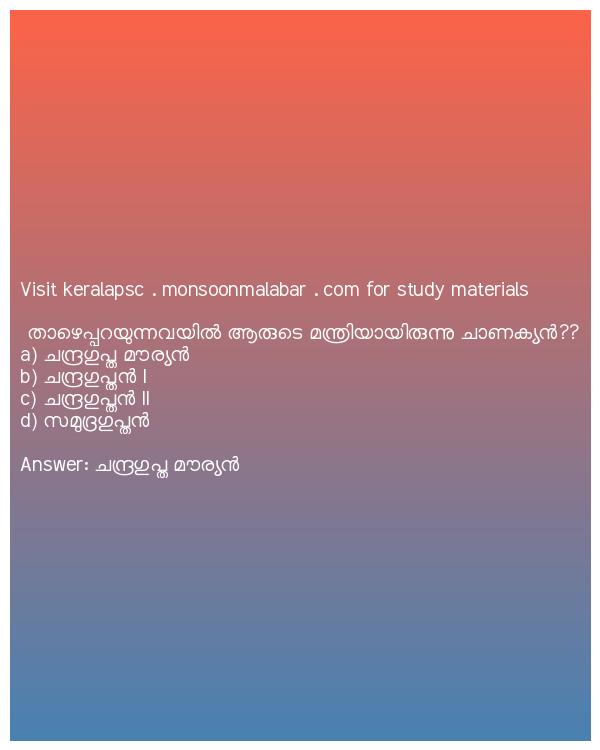 Visit keralapsc . monsoonmalabar . com for study materials
താഴെപ്പറയുന്നവയിൽ ആരുടെ മന്ത്രിയായിരുന്നു ചാണക്യൻ??
a) ചന്ദ്രഗുപ്ത മൗര്യൻ
b) ചന്ദ്രഗുപ്തൻ I
c) ചന്ദ്രഗുപ്തൻ II
d) സമുദ്രഗുപ്തൻ
Answer: ചന്ദ്രഗുപ്ത മൗര്യൻ